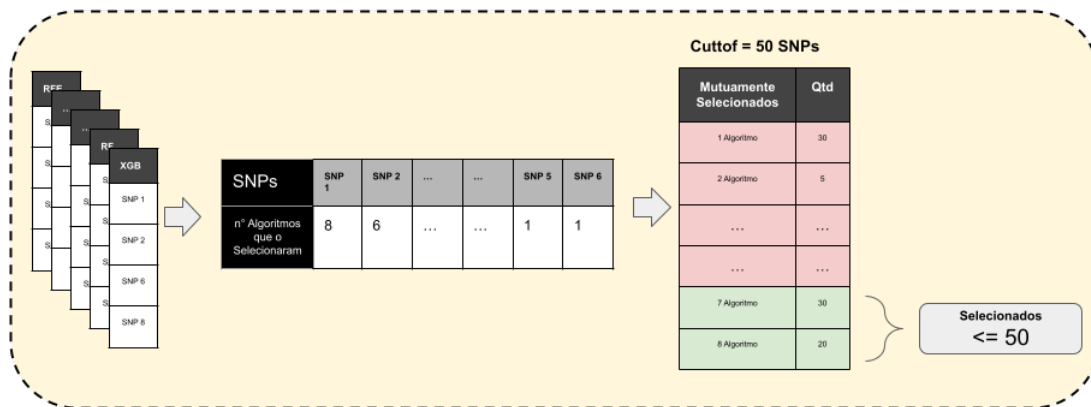 Cuttof = 50 SNPs
RFE
...
...
RF
XGB
SNP 1
SNP 2
SNP 6
SNP 8
SNPs
SNP 1
SNP 2
...
...
SNP 5
SNP 6
n° Algoritmos
que o
Selecionaram
8
6
...
...
1
1
Mutuamente
Selecionados
Qtd
1 Algoritmo
30
2 Algoritmo
5
...
...
...
...
7 Algoritmo
30
8 Algoritmo
20
Selecionados
<= 50